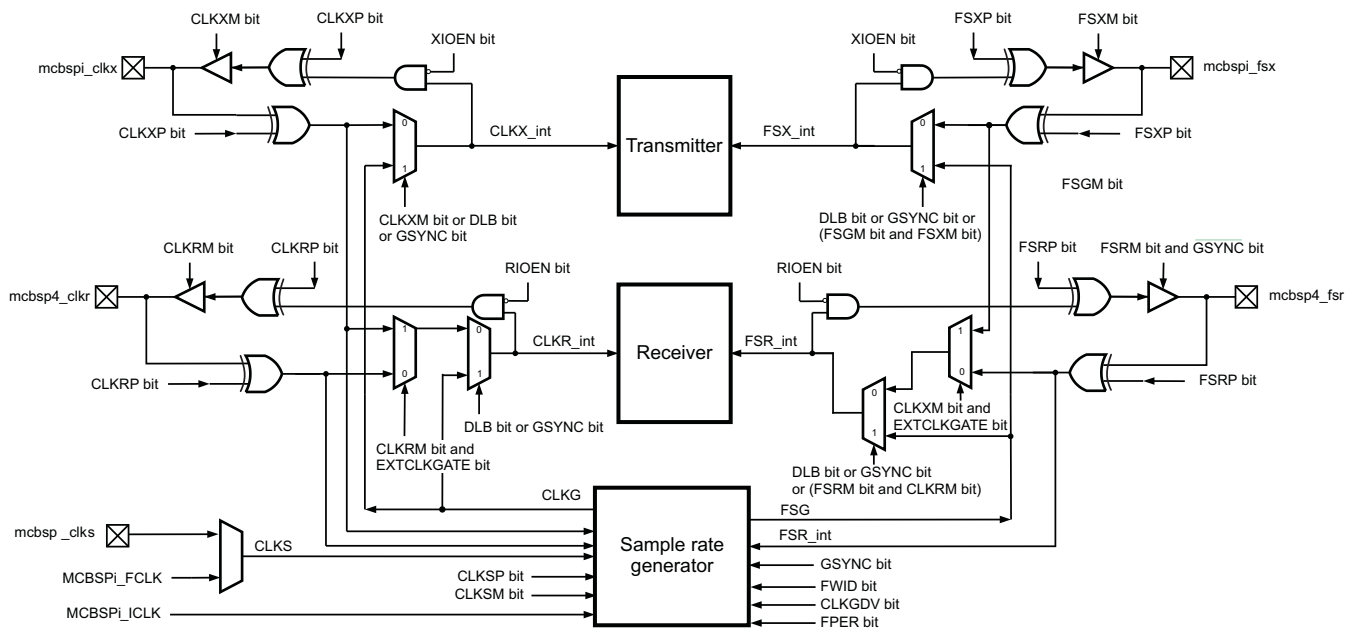 CLKXM bit
CLKXP bit
XIOEN bit
mcbspi_clkx
CLKXP bit
0
1
CLKX_int
CLKXM bit or DLB bit
or GSYNC bit
Transmitter
FSXP bit
FSXM bit
XIOEN bit
mcbspi_fsx
FSX_int
0
1
FSXP bit
FSGM bit
DLB bit or GSYNC bit or
(FSGM bit and FSXM bit)
CLKRM bit
CLKRP bit
RIOEN bit
mcbsp4_clkr
CLKRP bit
1
0
0
1
CLKR_int
DLB bit or GSYNC bit
CLKRM bit and
EXTCLKGATE bit
Receiver
FSRP bit
FSRM bit and GSYNC bit
RIOEN bit
mcbsp4_fsr
FSR_int
1
0
0
1
FSRP bit
CLKXM bit and
EXTCLKGATE bit
DLB bit or GSYNC bit
or (FSRM bit and CLKRM bit)
CLKG
FSG
mcbsp _clks
CLKS
MCBSPi_FCLK
MCBSPi_ICLK
CLKSP bit
CLKSM bit
Sample rate
generator
FSR_int
GSYNC bit
FWID bit
CLKGDV bit
FPER bit